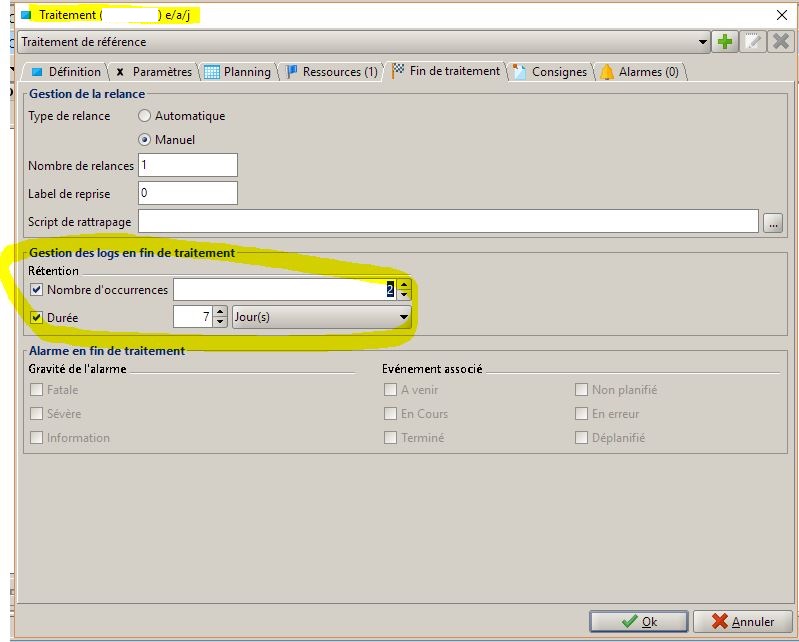 Traitement ( ) e/a/j
Traitement de référence
Définition Paramètres Planning Ressources (1) Fin de traitement Consignes Alarmes (0)
Gestion de la relance
Type de relance Automatique
Manuel
Nombre de relances 1
Label de reprise 0
Script de rattrapage ...
Gestion des logs en fin de traitement
Rétention
Nombre d'occurrences 2
Durée 7 Jour(s)
Alarme en fin de traitement
Gravité de l'alarme Evénement associé
Fatale A venir Non planifié
Sévère En Cours En erreur
Information Terminé Déplanifié
Ok Annuler